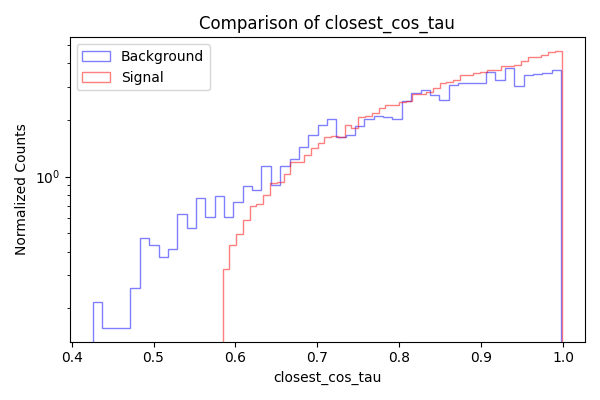 Comparison of closest_cos_tau
Background
Signal
Normalized Counts
10⁰
0.4 0.5 0.6 0.7 0.8 0.9 1.0
closest_cos_tau